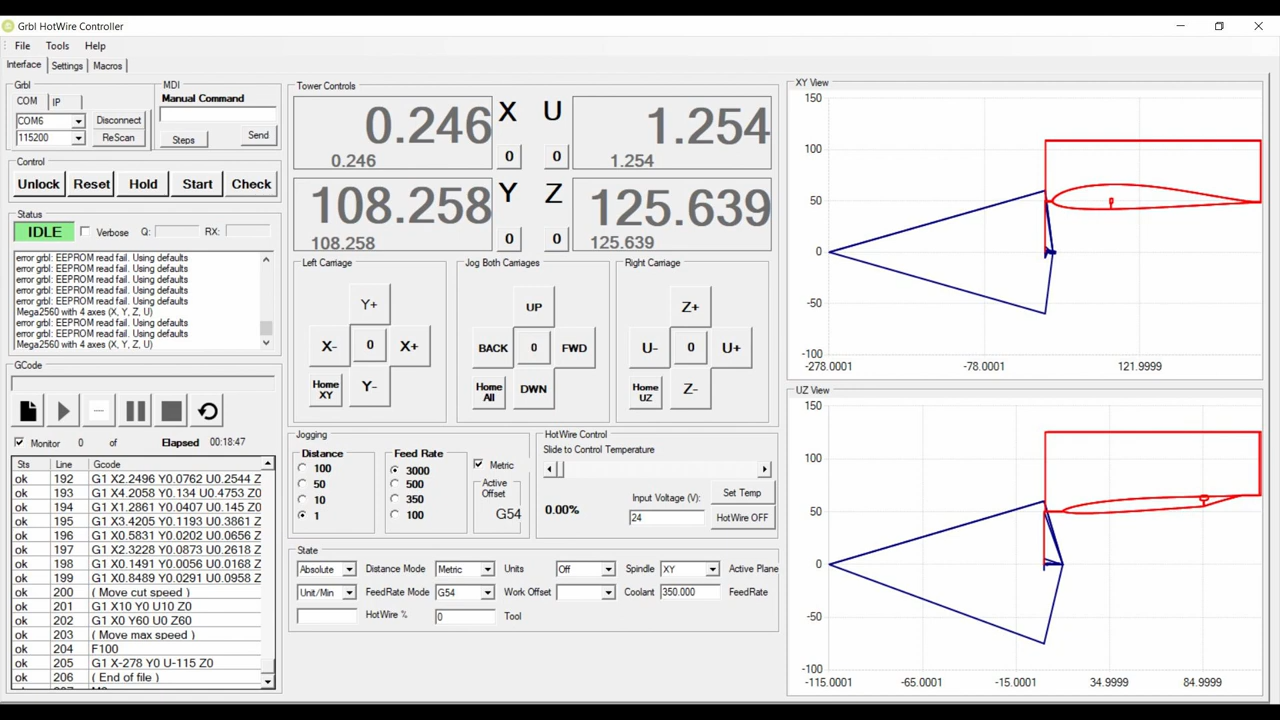 Grbl HotWire Controller
File Tools Help
Interface Settings Macros
Grbl
COM IP
COM6 Disconnect
115200 ReScan
MDI
Manual Command
Steps Send
Control
Unlock Reset Hold Start Check
Status
IDLE Verbose Q: RX:
error grbl: EEPROM read fail. Using defaults
error grbl: EEPROM read fail. Using defaults
error grbl: EEPROM read fail. Using defaults
error grbl: EEPROM read fail. Using defaults
error grbl: EEPROM read fail. Using defaults
Mega2560 with 4 axes (X, Y, Z, U)
error grbl: EEPROM read fail. Using defaults
error grbl: EEPROM read fail. Using defaults
Mega2560 with 4 axes (X, Y, Z, U)
GCode
Monitor 0 of Elapsed 00:18:47
Sts Line Gcode
ok 192 G1 X2.2496 Y0.0762 U0.2544 Z
ok 193 G1 X4.2058 Y0.134 U0.4753 Z0
ok 194 G1 X1.2861 Y0.0407 U0.145 Z0
ok 195 G1 X3.4205 Y0.1193 U0.3861 Z
ok 196 G1 X0.5831 Y0.0202 U0.0656 Z
ok 197 G1 X2.3228 Y0.0873 U0.2618 Z
ok 198 G1 X0.1491 Y0.0056 U0.0168 Z
ok 199 G1 X0.6489 Y0.0291 U0.0958 Z
ok 200 ( Move cut speed )
ok 201 G1 X10 Y0 U10 Z0
ok 202 G1 X0 Y60 U0 Z60
ok 203 ( Move max speed )
ok 204 F100
ok 205 G1 X-278 Y0 U-115 Z0
ok 206 ( End of file )
Tower Controls
0.246 X U 1.254
0.246 0 0 1.254
108.258 Y Z 125.639
108.258 0 0 125.639
Left Carriage
Y+
X- 0 X+
Home XY Y-
Jog Both Carriages
UP
BACK 0 FWD
Home All DWN
Right Carriage
Z+
U- 0 U+
Home UZ Z-
Jogging
Distance
100
50
10
1
Feed Rate
3000
500
350
100
Metric
Active Offset
G54
HotWire Control
Slide to Control Temperature
0.00% Input Voltage (V): Set Temp
24 HotWire OFF
State
Absolute Distance Mode Metric Units Off Spindle XY Active Plane
Unit/Min FeedRate Mode G54 Work Offset Coolant 350.000 FeedRate
HotWire % 0 Tool
XY View
150
100
50
0
-50
-100
-278.0001 -78.0001 121.9999
UZ View
150
100
50
0
-50
-100
-115.0001 -65.0001 -15.0001 34.9999 84.9999